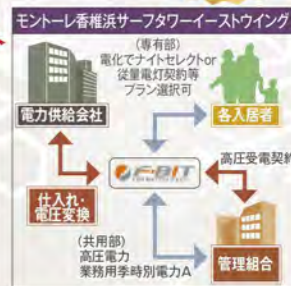 モントーレ香椎浜サーフタワーイーストウイング
(専有部)
電化でナイトセレクトor
従量電灯契約等
プラン選択可
電力供給会社
各入居者
高圧受電契約
F-BIT
仕入れ・
電圧変換
(共用部)
高圧電力
業務用季時別電力A
管理組合